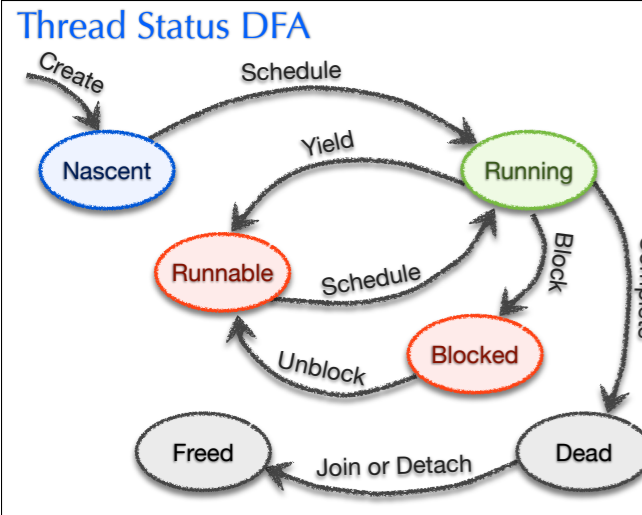 Thread Status DFA
Create
Schedule
Nascent
Yield
Running
Runnable
Schedule
Block
Unblock
Blocked
Freed
Join or Detach
Dead